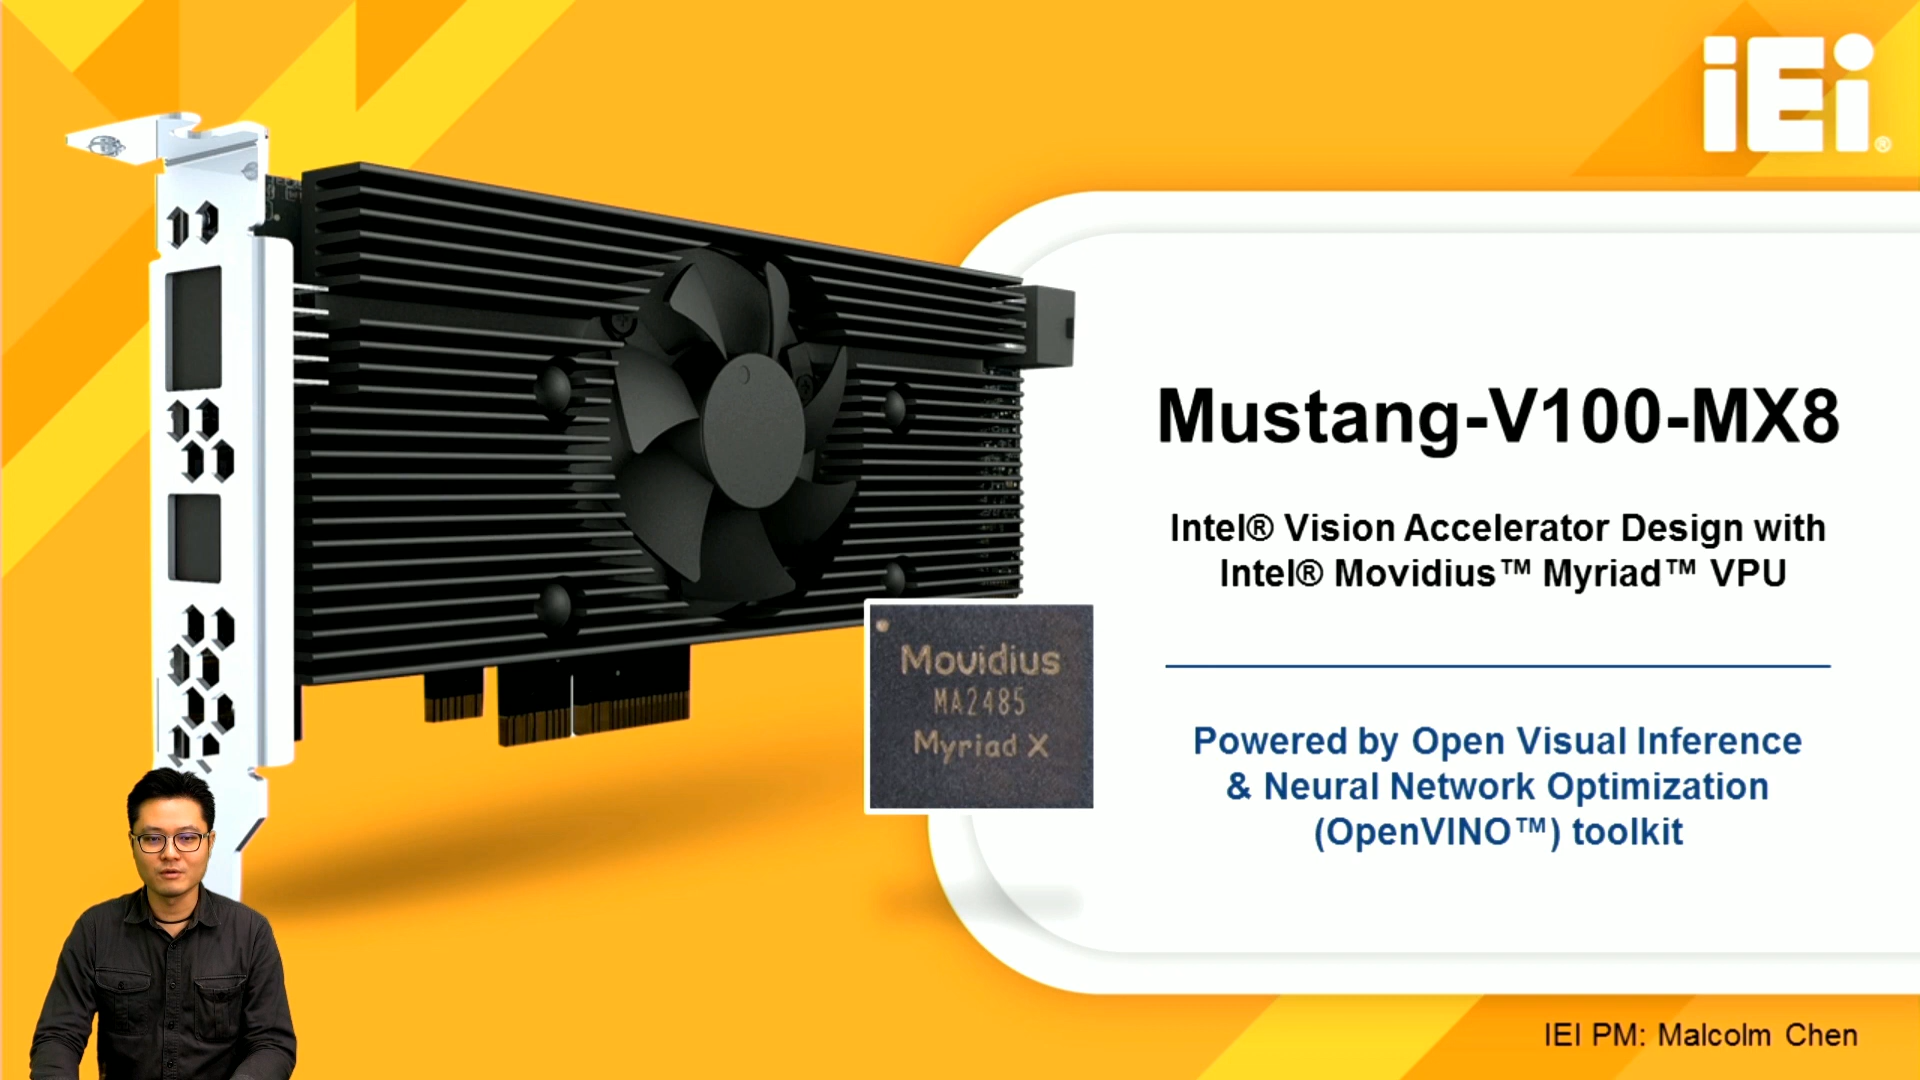 iEi®
Mustang-V100-MX8
Intel® Vision Accelerator Design with
Intel® Movidius™ Myriad™ VPU
Movidius
MA2485
Myriad X
Powered by Open Visual Inference
& Neural Network Optimization
(OpenVINO™) toolkit
IEI PM: Malcolm Chen